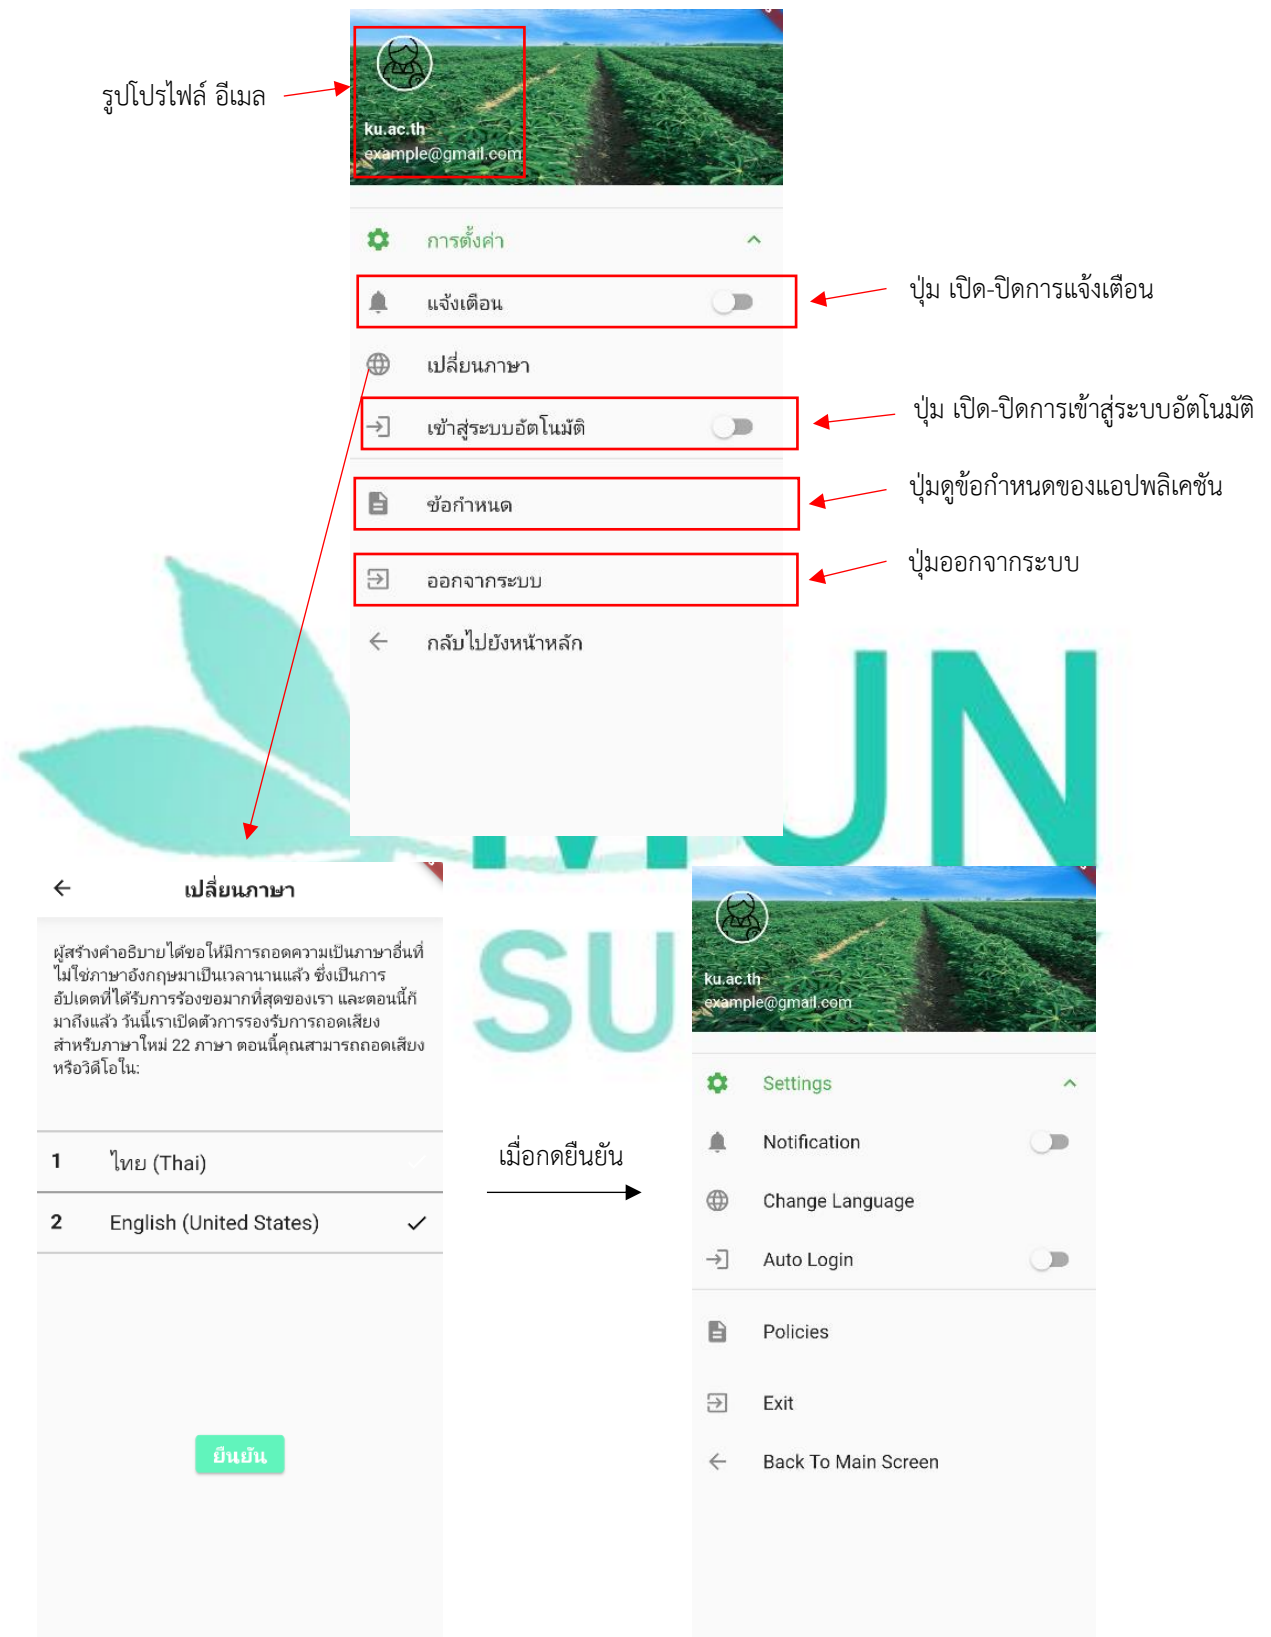 รูปโปรไฟล์ อีเมล
ku.ac.th
example@gmail.com
การตั้งค่า
แจ้งเตือน
ปุ่ม เปิด-ปิดการแจ้งเตือน
เปลี่ยนภาษา
เข้าสู่ระบบอัตโนมัติ
ปุ่ม เปิด-ปิดการเข้าสู่ระบบอัตโนมัติ
ข้อกำหนด
ปุ่มดูข้อกำหนดของแอปพลิเคชัน
ออกจากระบบ
ปุ่มออกจากระบบ
กลับไปยังหน้าหลัก
เปลี่ยนภาษา
ผู้สร้างคำอธิบายได้ขอให้มีการถอดความเป็นภาษาอื่นที่
ไม่ใช่ภาษาอังกฤษมาเป็นเวลานานแล้ว ซึ่งเป็นการ
อัปเดตที่ได้รับการร้องขอมากที่สุดของเรา และตอนนี้ก็
มาถึงแล้ว วันนี้เราเปิดตัวการรองรับการถอดเสียง
สำหรับภาษาใหม่ 22 ภาษา ตอนนี้คุณสามารถถอดเสียง
หรือวิดีโอใน:
1 ไทย (Thai)
2 English (United States)
ยืนยัน
เมื่อกดยืนยัน
ku.ac.th
example@gmail.com
Settings
Notification
Change Language
Auto Login
Policies
Exit
Back To Main Screen